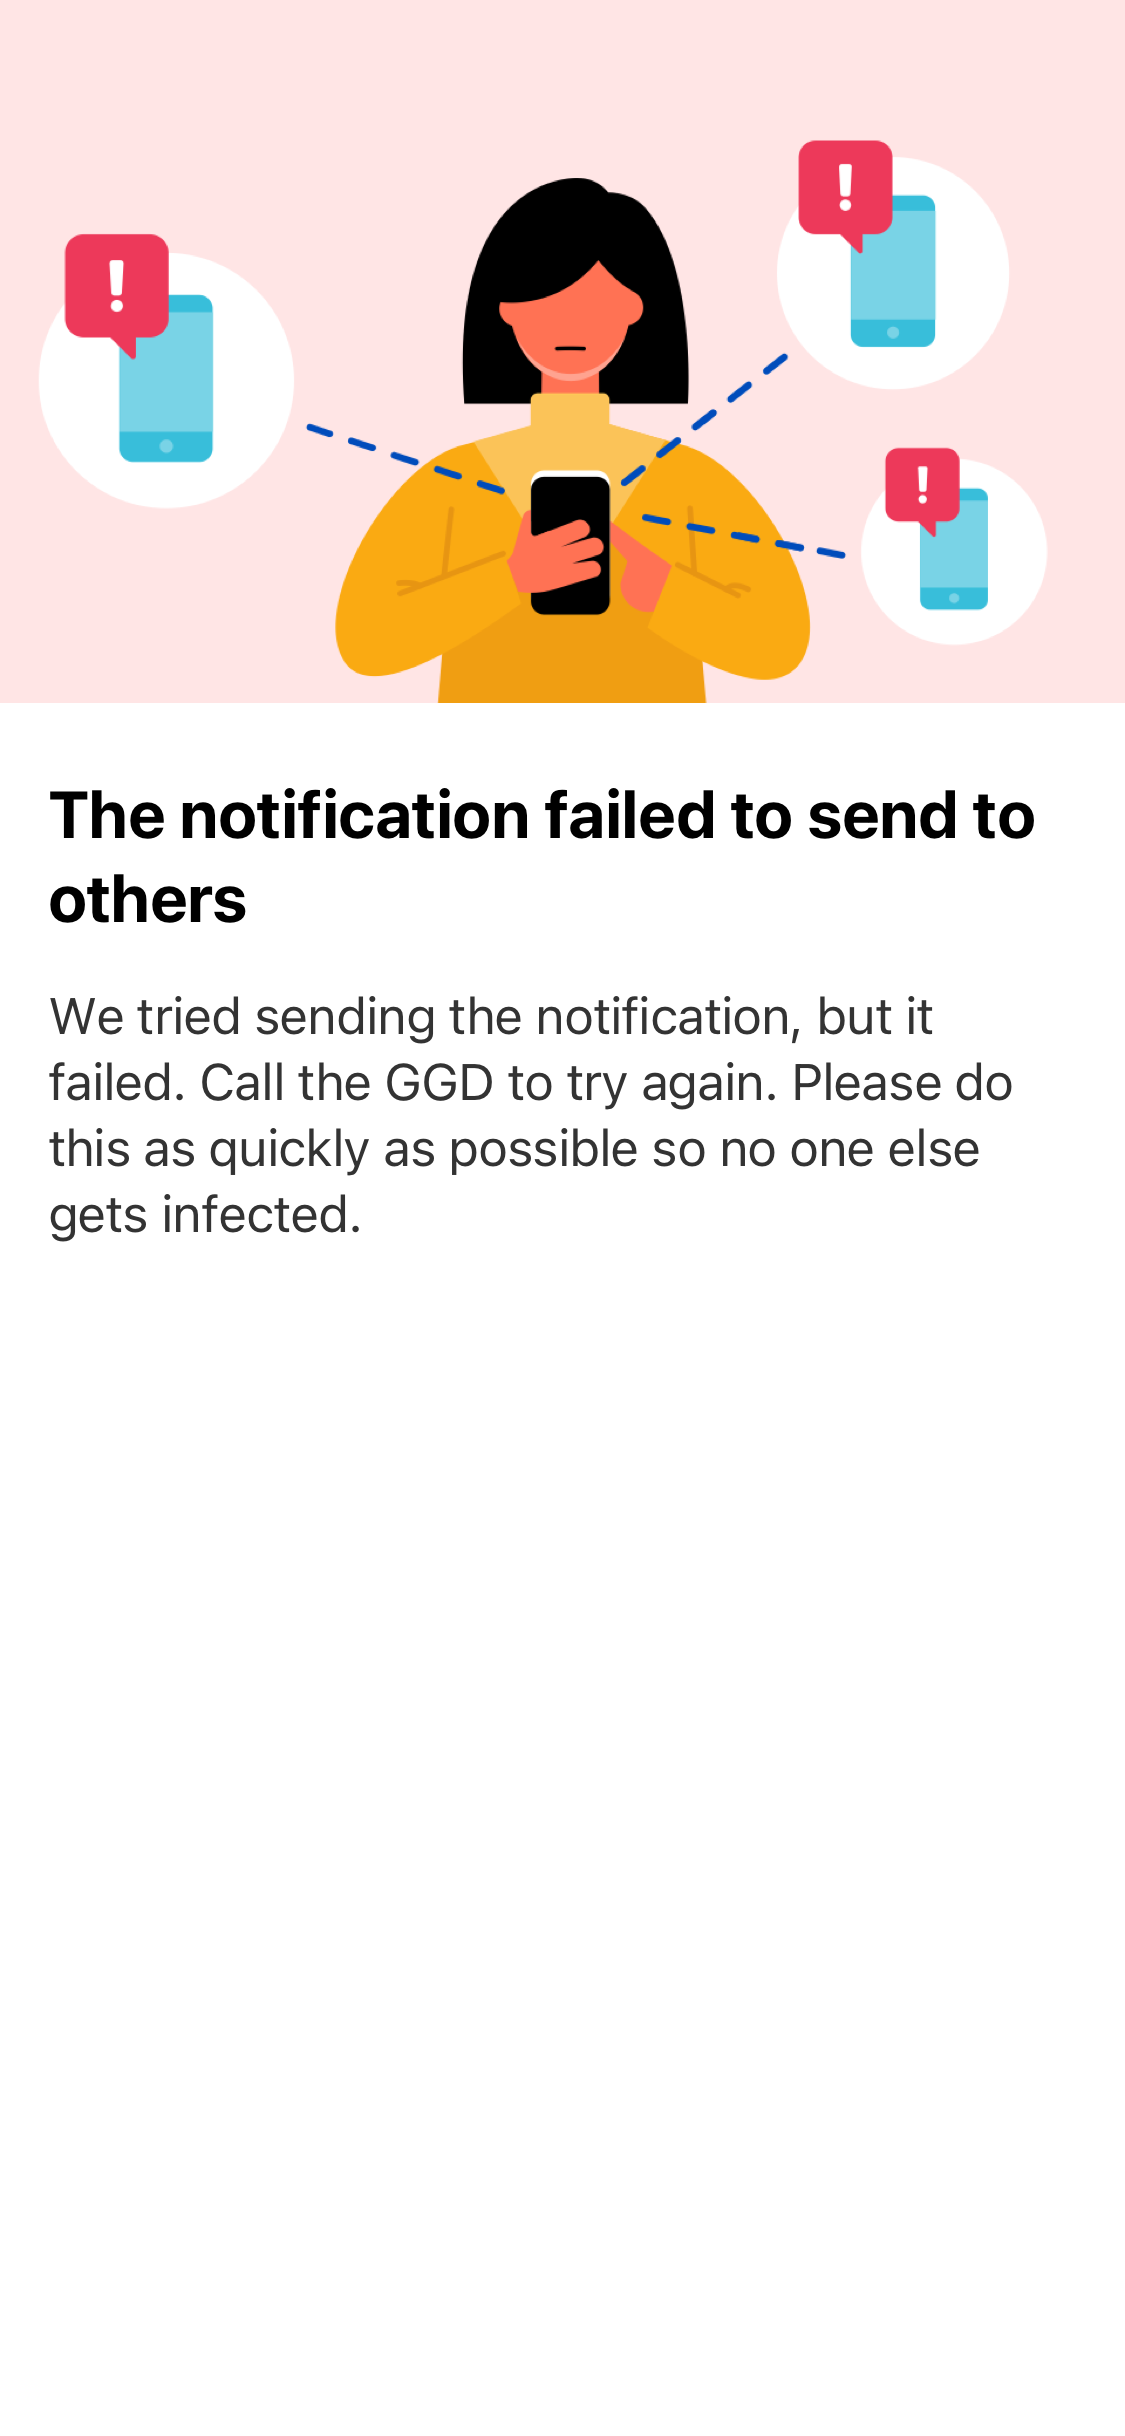 The notification failed to send to
others
We tried sending the notification, but it
failed. Call the GGD to try again. Please do
this as quickly as possible so no one else
gets infected.